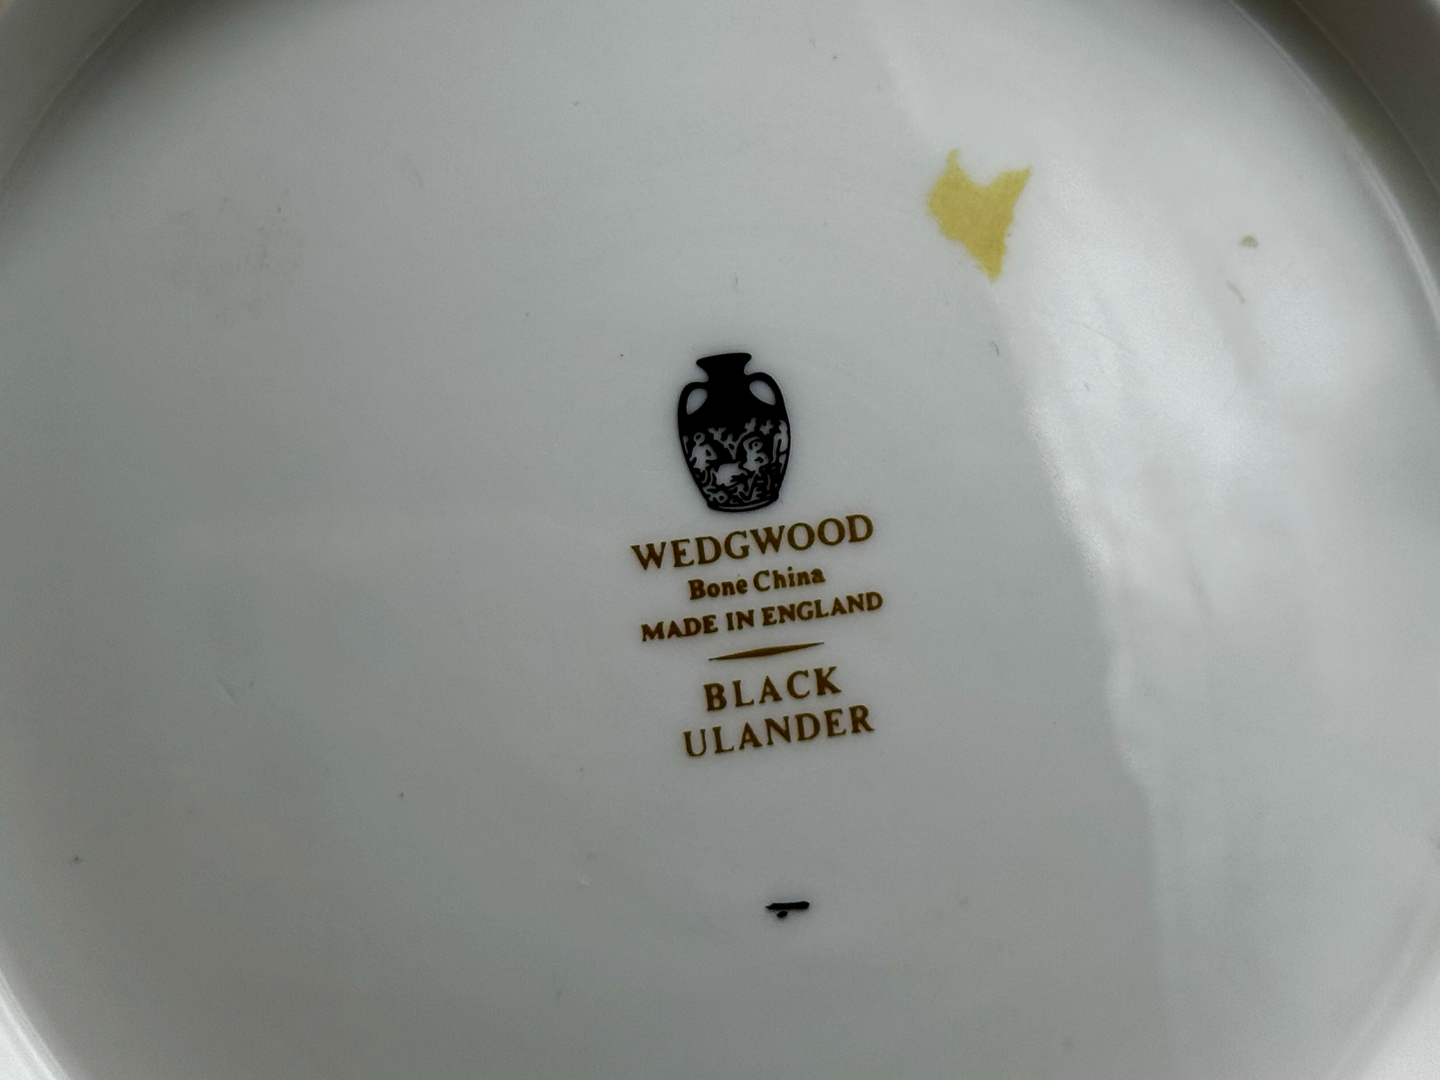 WEDGWOOD
Bone China
MADE IN ENGLAND
BLACK
ULANDER